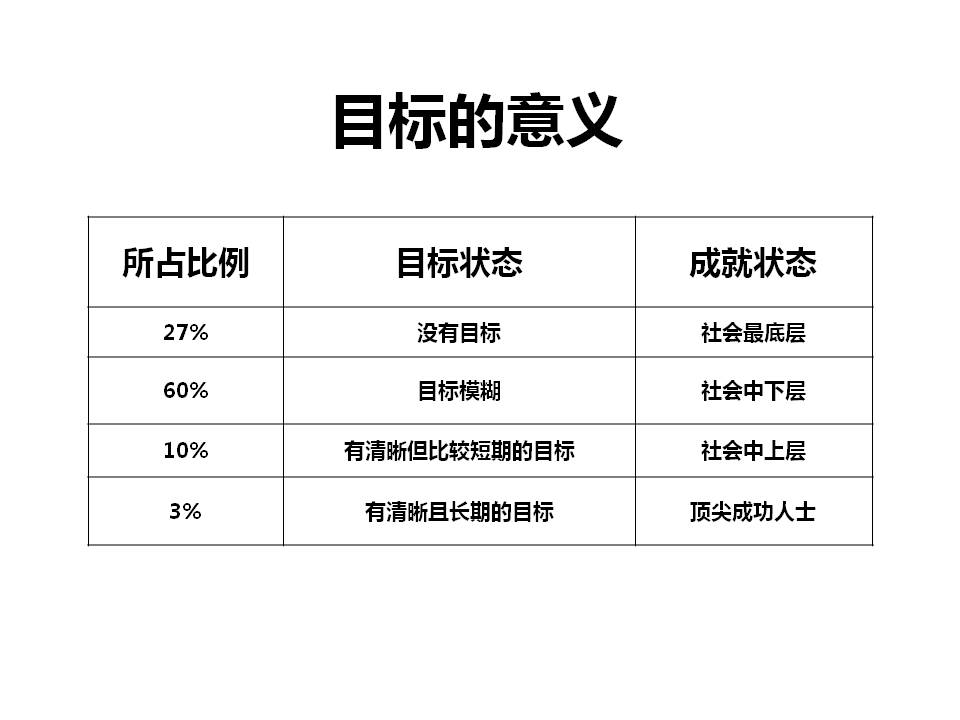 目标的意义
所占比例 目标状态 成就状态
27% 没有目标 社会最底层
60% 目标模糊 社会中下层
10% 有清晰但比较短期的目标 社会中上层
3% 有清晰且长期的目标 顶尖成功人士